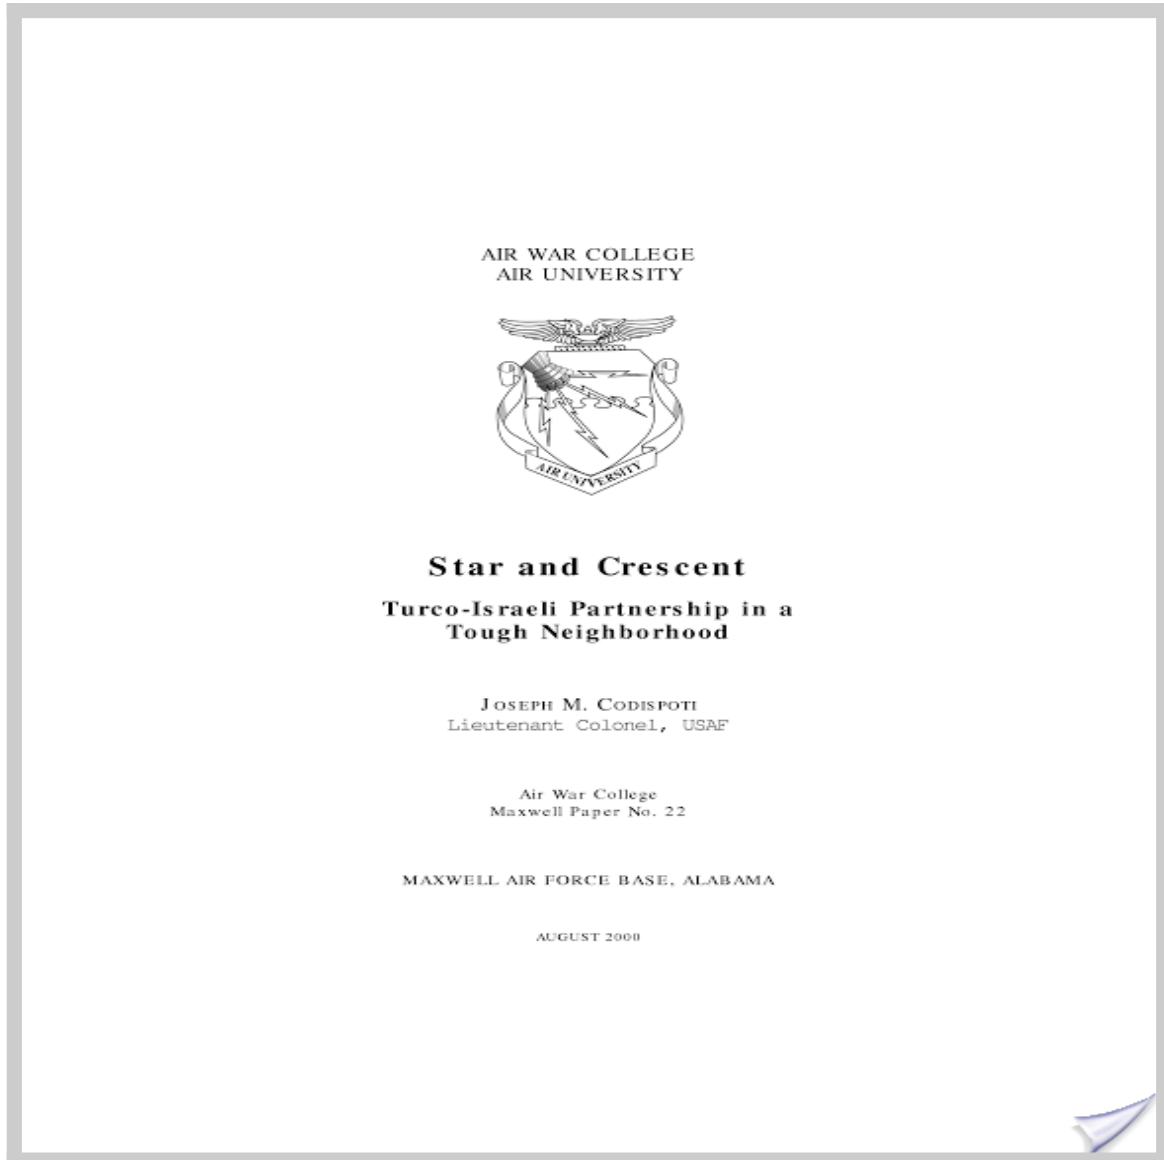 AIR WAR COLLEGE
AIR UNIVERSITY
AIR UNIVERSITY
Star and Crescent
Turco-Israeli Partnership in a
Tough Neighborhood
JOSEPH M. CODISPOTI
Lieutenant Colonel, USAF
Air War College
Maxwell Paper No. 22
MAXWELL AIR FORCE BASE, ALABAMA
AUGUST 2000